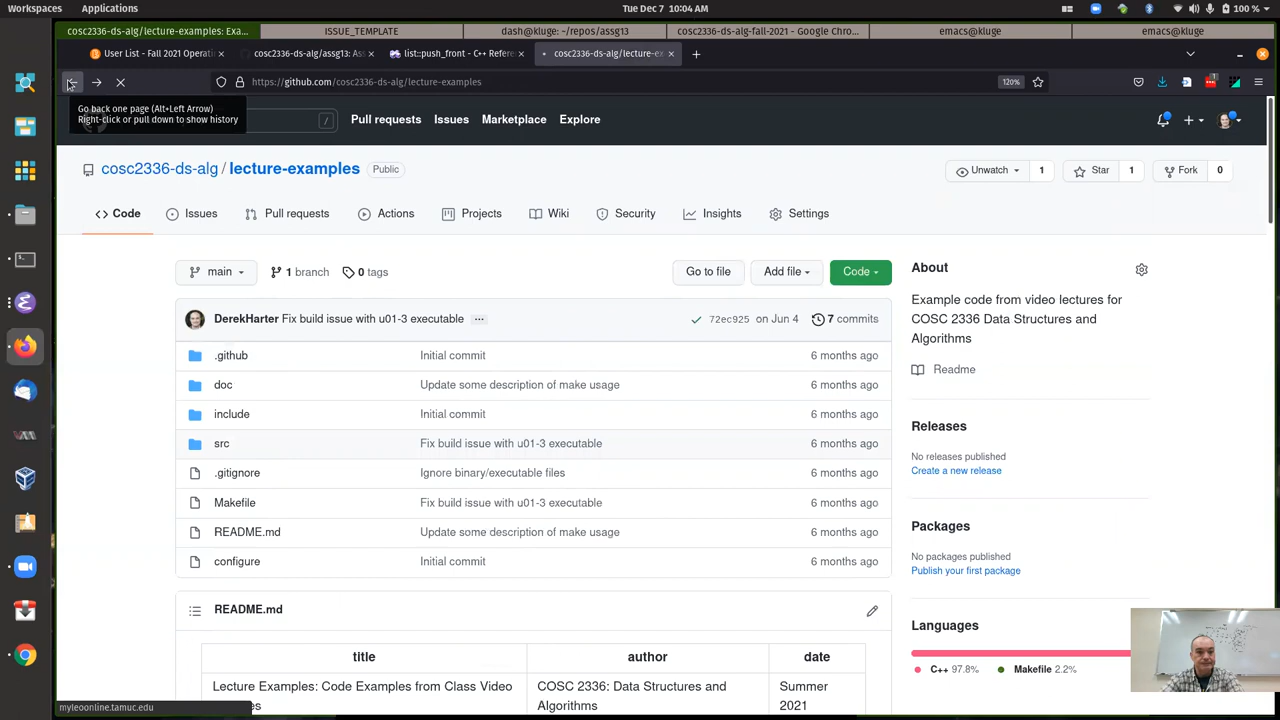 Workspaces Applications Tue Dec 7 10:04 AM 100 %
cosc2336-ds-alg/lecture-examples: Exa... ISSUE_TEMPLATE dash@kluge: ~/repos/assg13 cosc2336-ds-alg-fall-2021 - Google Chro... emacs@kluge emacs@kluge
User List - Fall 2021 Operati cosc2336-ds-alg/assg13: As list::push_front - C++ Refere cosc2336-ds-alg/lecture-ex
https://github.com/cosc2336-ds-alg/lecture-examples 120%
Go back one page (Alt+Left Arrow)
Right-click or pull down to show history
/ Pull requests Issues Marketplace Explore
cosc2336-ds-alg / lecture-examples Public Unwatch 1 Star 1 Fork 0
Code Issues Pull requests Actions Projects Wiki Security Insights Settings
main 1 branch 0 tags Go to file Add file Code
About
Example code from video lectures for
COSC 2336 Data Structures and
Algorithms
Readme
DerekHarter Fix build issue with u01-3 executable ... 72ec925 on Jun 4 7 commits
.github Initial commit 6 months ago
doc Update some description of make usage 6 months ago
include Initial commit 6 months ago
src Fix build issue with u01-3 executable 6 months ago
.gitignore Ignore binary/executable files 6 months ago
Makefile Fix build issue with u01-3 executable 6 months ago
README.md Update some description of make usage 6 months ago
configure Initial commit 6 months ago
Releases
No releases published
Create a new release
Packages
No packages published
Publish your first package
Languages
C++ 97.8% Makefile 2.2%
README.md
title author date
Lecture Examples: Code Examples from Class Video COSC 2336: Data Structures and Summer
es Algorithms 2021
myleoonline.tamuc.edu